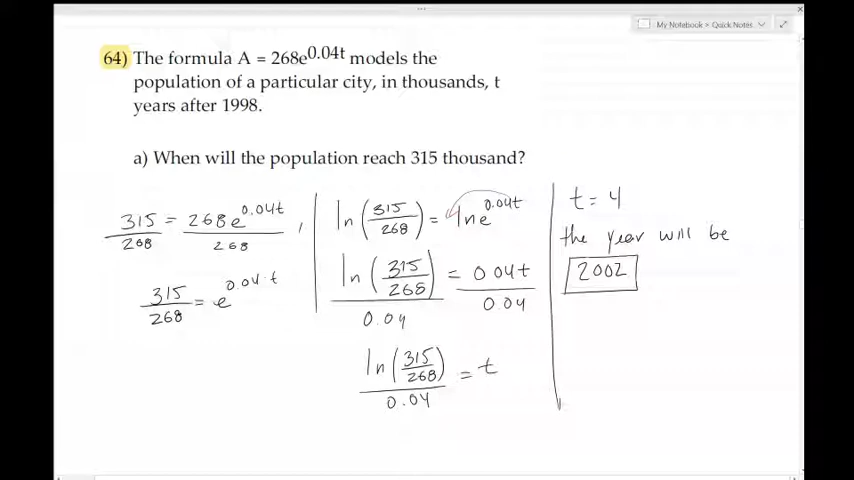 My Notebook > Quick Notes
64) The formula A = 268e^0.04t models the
population of a particular city, in thousands, t
years after 1998.
a) When will the population reach 315 thousand?
315/268 = 268e^0.04t/268
315/268 = e^0.04·t
ln(315/268) = ln e^0.04t
ln(315/268)/0.04 = 0.04t/0.04
ln(315/268)/0.04 = t
t = 4
the year will be
2002